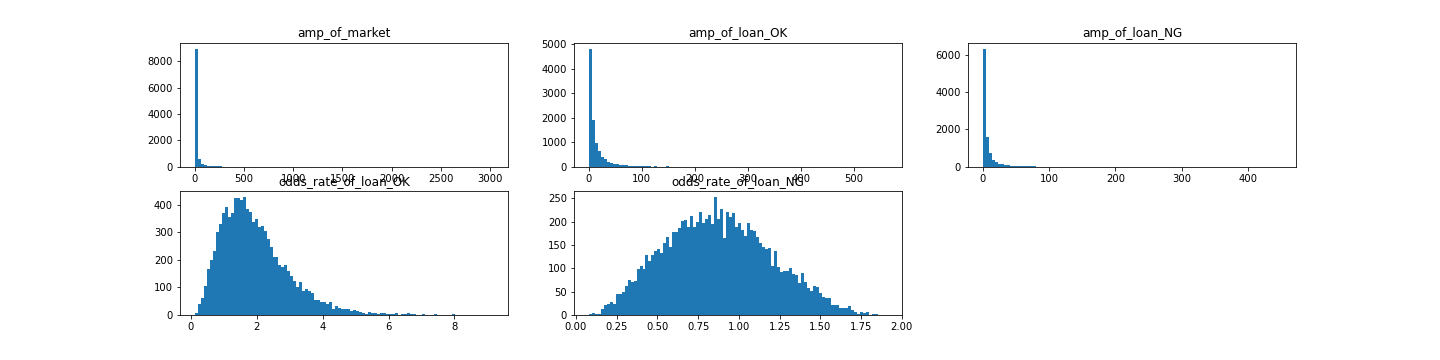 amp_of_market
8000
6000
4000
2000
0
0 500 1000 1500 2000 2500 3000
amp_of_loan_OK
5000
4000
3000
2000
1000
0
0 100 200 300 400 500
amp_of_loan_NG
6000
4000
2000
0
0 100 200 300 400
odds_rate_of_loan_OK
400
300
200
100
0
0 2 4 6 8
odds_rate_of_loan_NG
250
200
150
100
50
0
0.00 0.25 0.50 0.75 1.00 1.25 1.50 1.75 2.00